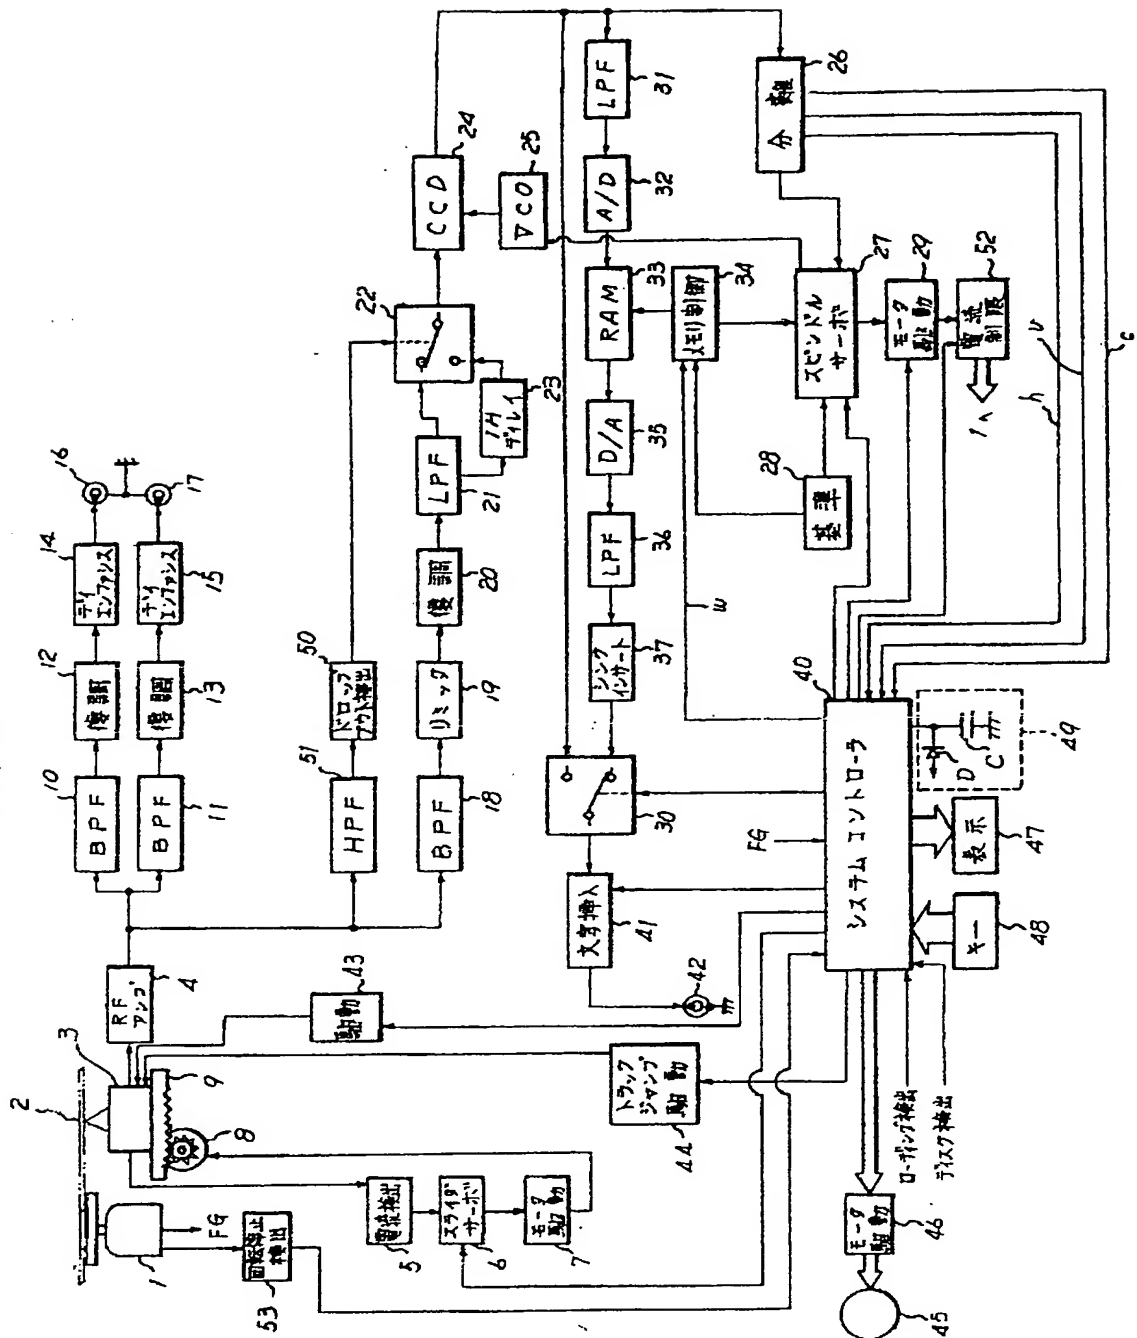 2
3
RF
アンプ
4
1
FG
回転停止
検出
53
9
8
電流検出
5
スライダ
サーボ
6
モータ
駆動
7
駆動
43
トラック
ジャンプ
駆動
44
BPF
10
復調
12
ディ
エンファシス
14
16
BPF
11
復調
13
ディ
エンファシス
15
17
HPF
51
ドロップ
アウト検出
50
BPF
18
リミッタ
19
復調
20
LPF
21
22
1H
ディレイ
23
CCD
24
VCO
25
LPF
31
A/D
32
RAM
33
メモリ制御
34
D/A
35
LPF
36
シンク
インサート
37
30
文字挿入
41
42
分離
26
スピンドル
サーボ
27
基準
28
モータ
駆動
29
電流
制限
52
1へ
w
h
v
c
システムコントローラ
40
FG
D
C
49
表示
47
キー
48
ローディング検出
ディスク検出
モータ
駆動
46
45